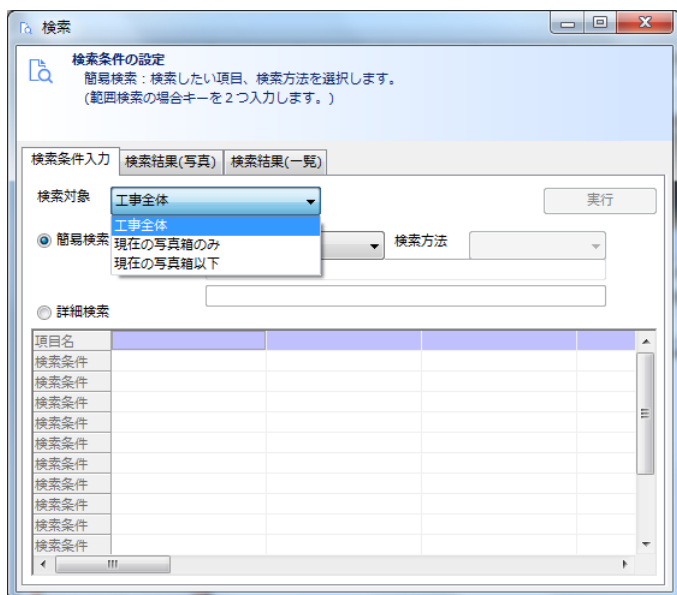 検索
検索条件の設定
簡易検索：検索したい項目、検索方法を選択します。
(範囲検索の場合キーを２つ入力します。)
検索条件入力 検索結果(写真) 検索結果(一覧)
検索対象 工事全体 実行
工事全体
現在の写真箱のみ
現在の写真箱以下
簡易検索 検索方法
詳細検索
項目名
検索条件
検索条件
検索条件
検索条件
検索条件
検索条件
検索条件
検索条件
検索条件
検索条件